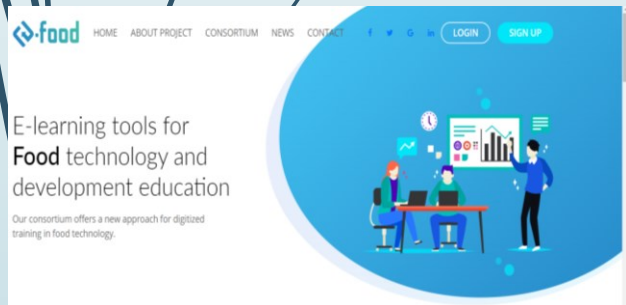 e-food HOME ABOUT PROJECT CONSORTIUM NEWS CONTACT f G in LOGIN SIGN UP
E-learning tools for
Food technology and
development education
Our consortium offers a new approach for digitized
training in food technology.